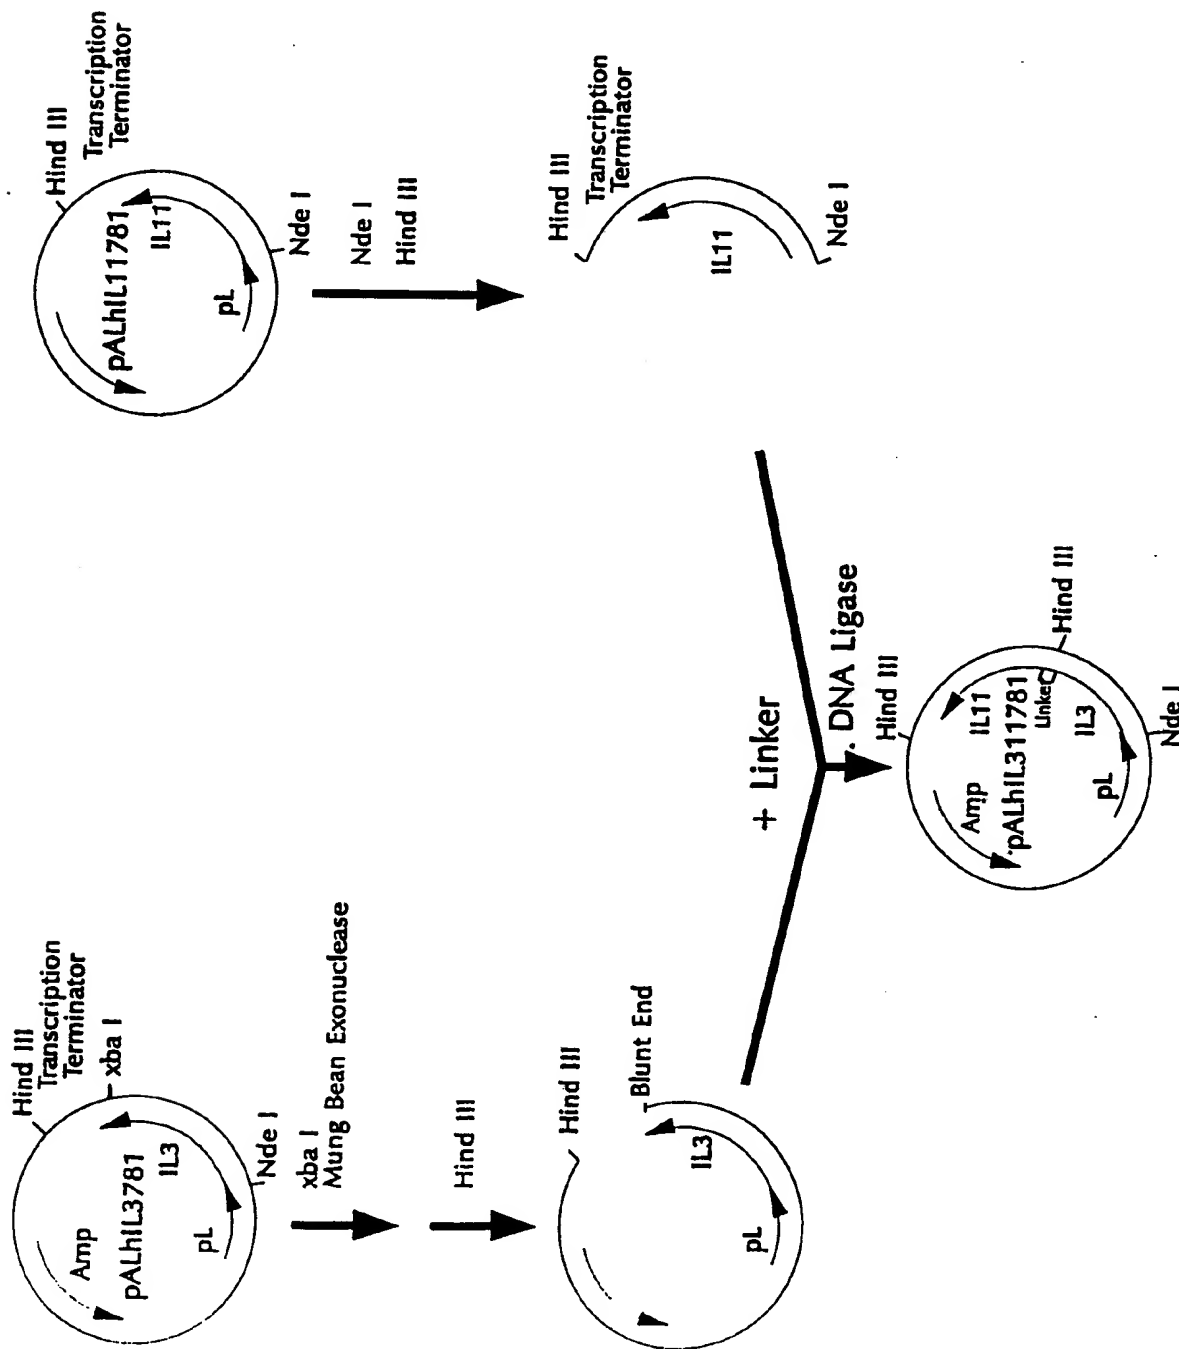 Hind III
Transcription
Terminator
xba I
Amp
pALhIL3781
IL3
pL
Nde I
xba I
Mung Bean Exonuclease
Hind III
Hind III
Blunt End
IL3
pL
Hind III
Transcription
Terminator
pALhIL11781
IL11
pL
Nde I
Nde I
Hind III
Hind III
Transcription
Terminator
IL11
Nde I
+ Linker
DNA Ligase
Hind III
Amp
IL11
pALhIL311781
Linker
Hind III
IL3
pL
Nde I